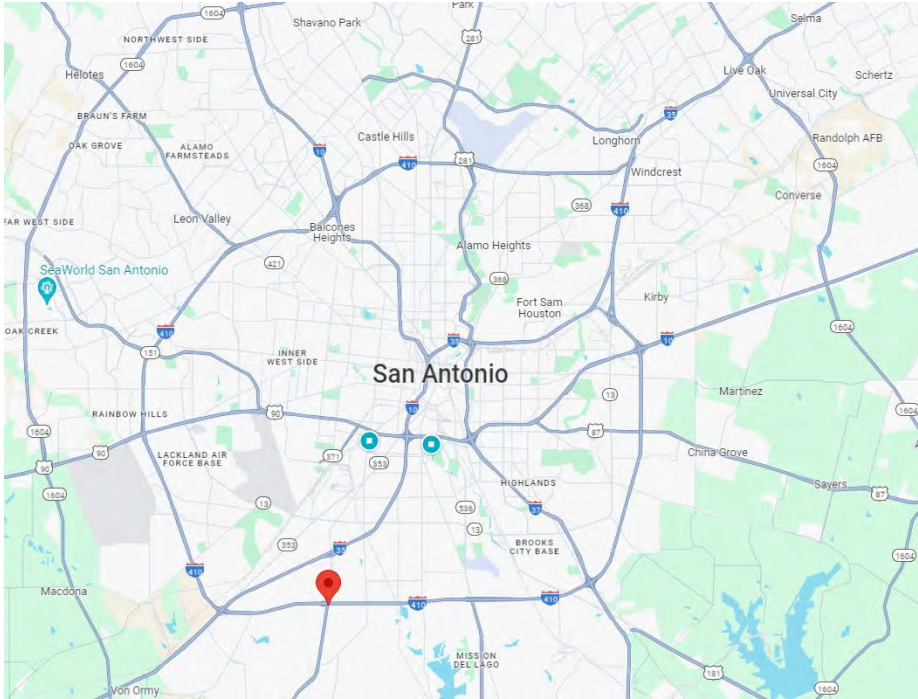 Park
1604
Shavano Park
281
Selma
NORTHWEST SIDE
1604
Helotes
Live Oak
Schertz
Universal City
BRAUN'S FARM
35
Castle Hills
Longhorn
Randolph AFB
OAK GROVE
ALAMO
FARMSTEADS
10
410
281
1604
Windcrest
Converse
368
410
FAR WEST SIDE
Leon Valley
Balcones
Heights
Alamo Heights
421
SeaWorld San Antonio
368
Fort Sam
Houston
Kirby
OAK CREEK
410
35
10
1604
151
INNER
WEST SIDE
San Antonio
Martinez
13
RAINBOW HILLS
90
10
1604
1604
87
90
90
LACKLAND AIR
FORCE BASE
371
353
China Grove
1604
HIGHLANDS
Sayers
87
13
536
37
13
353
35
BROOKS
CITY BASE
1604
410
Macdona
410
410
MISSION
DEL LAGO
181
Von Ormy
1604